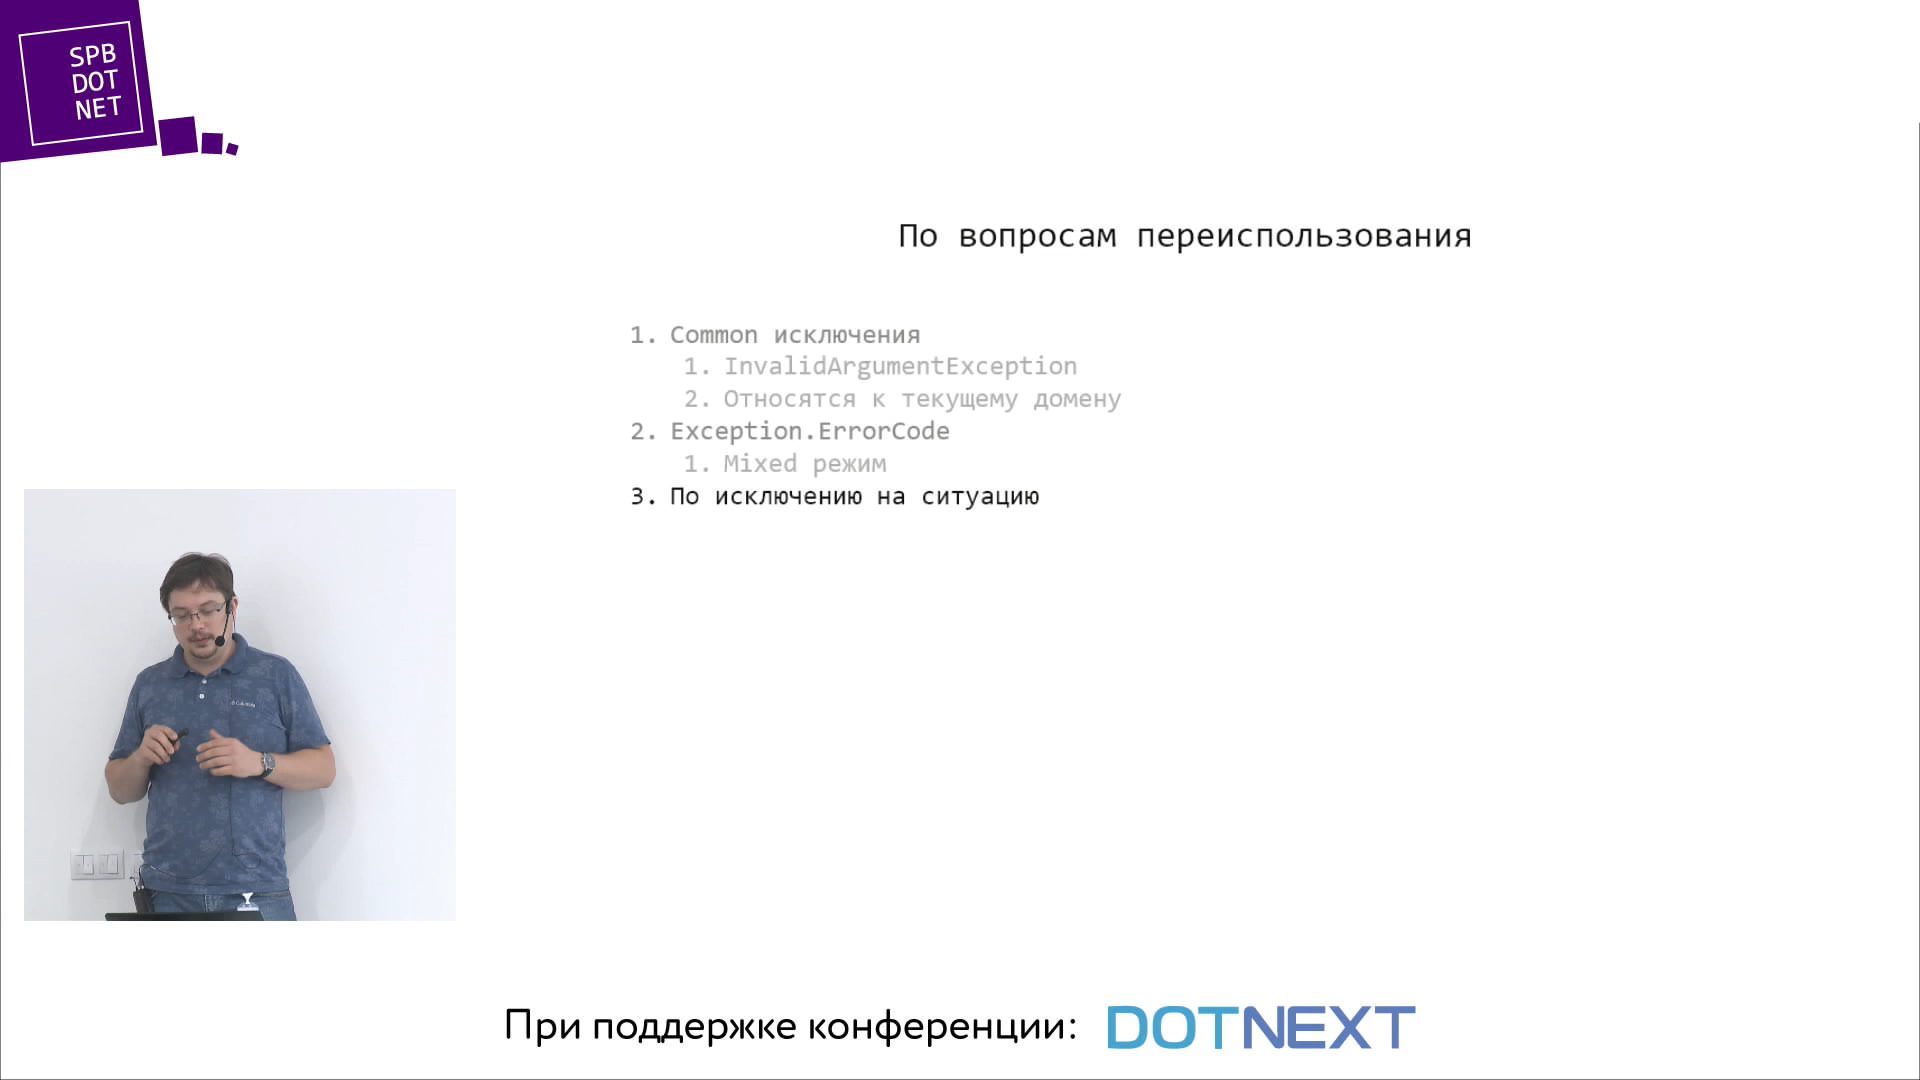 SPB
DOT
NET
По вопросам переиспользования
1. Common исключения
1. InvalidArgumentException
2. Относятся к текущему домену
2. Exception.ErrorCode
1. Mixed режим
3. По исключению на ситуацию
При поддержке конференции: DOTNEXT